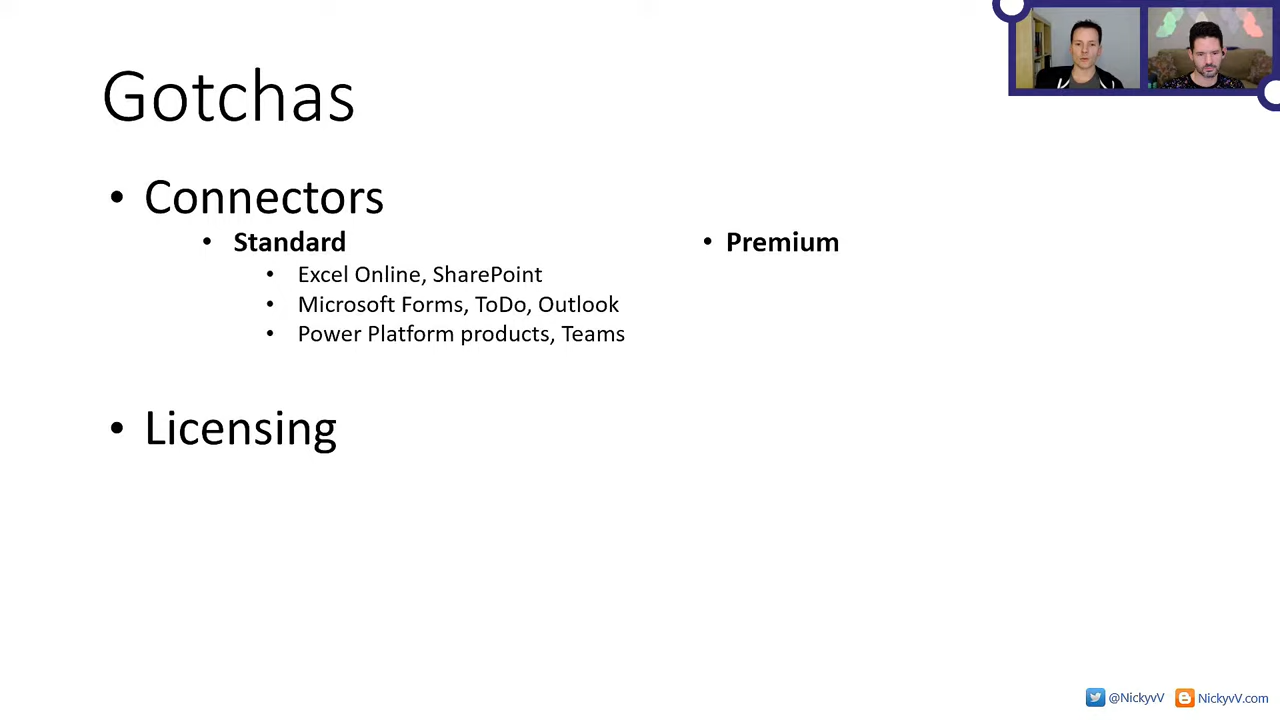 Gotchas
• Connectors
• Standard
• Excel Online, SharePoint
• Microsoft Forms, ToDo, Outlook
• Power Platform products, Teams
• Premium
• Licensing
@NickyvV NickyvV.com